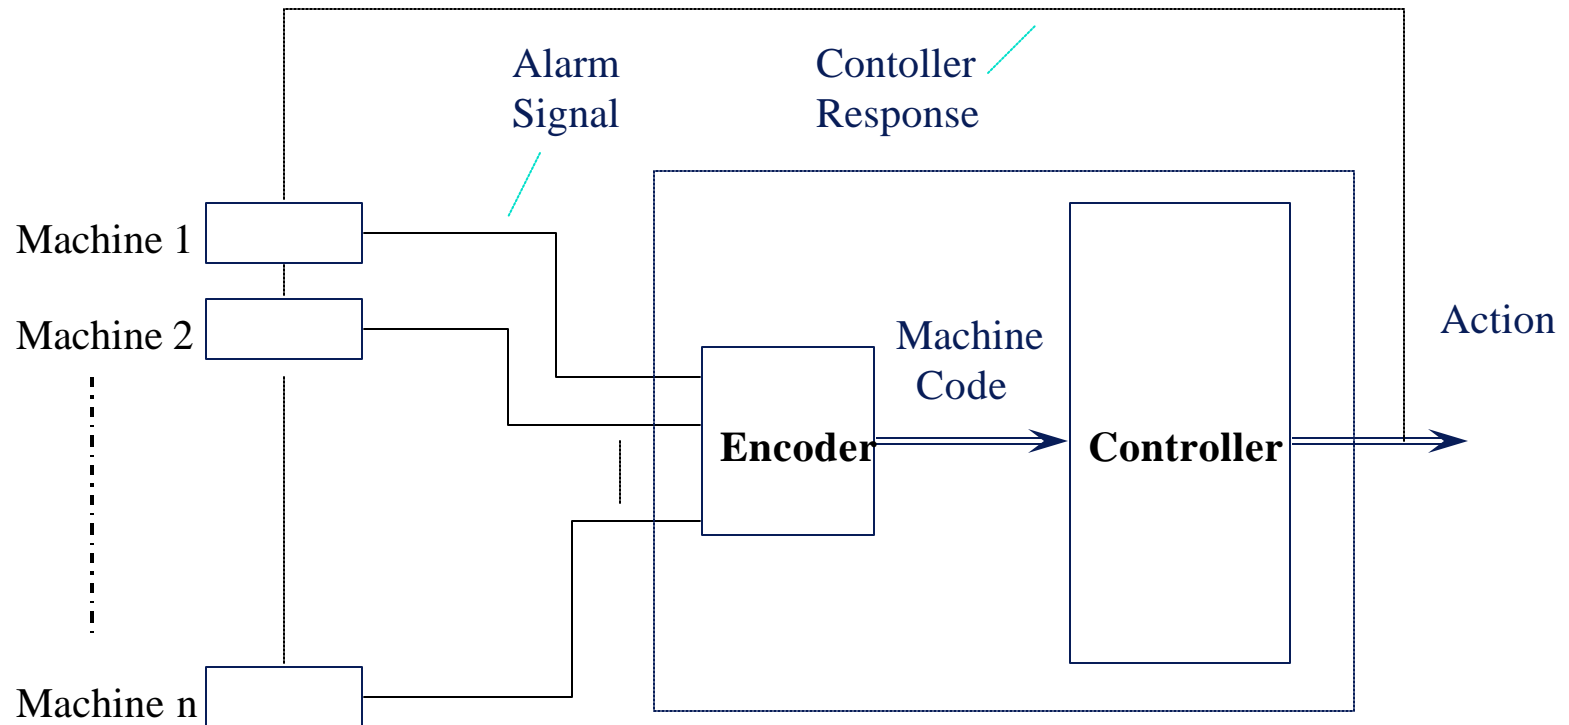 Alarm
Signal
Contoller
Response
Machine 1
Machine 2
Machine n
Encoder
Machine
Code
Controller
Action